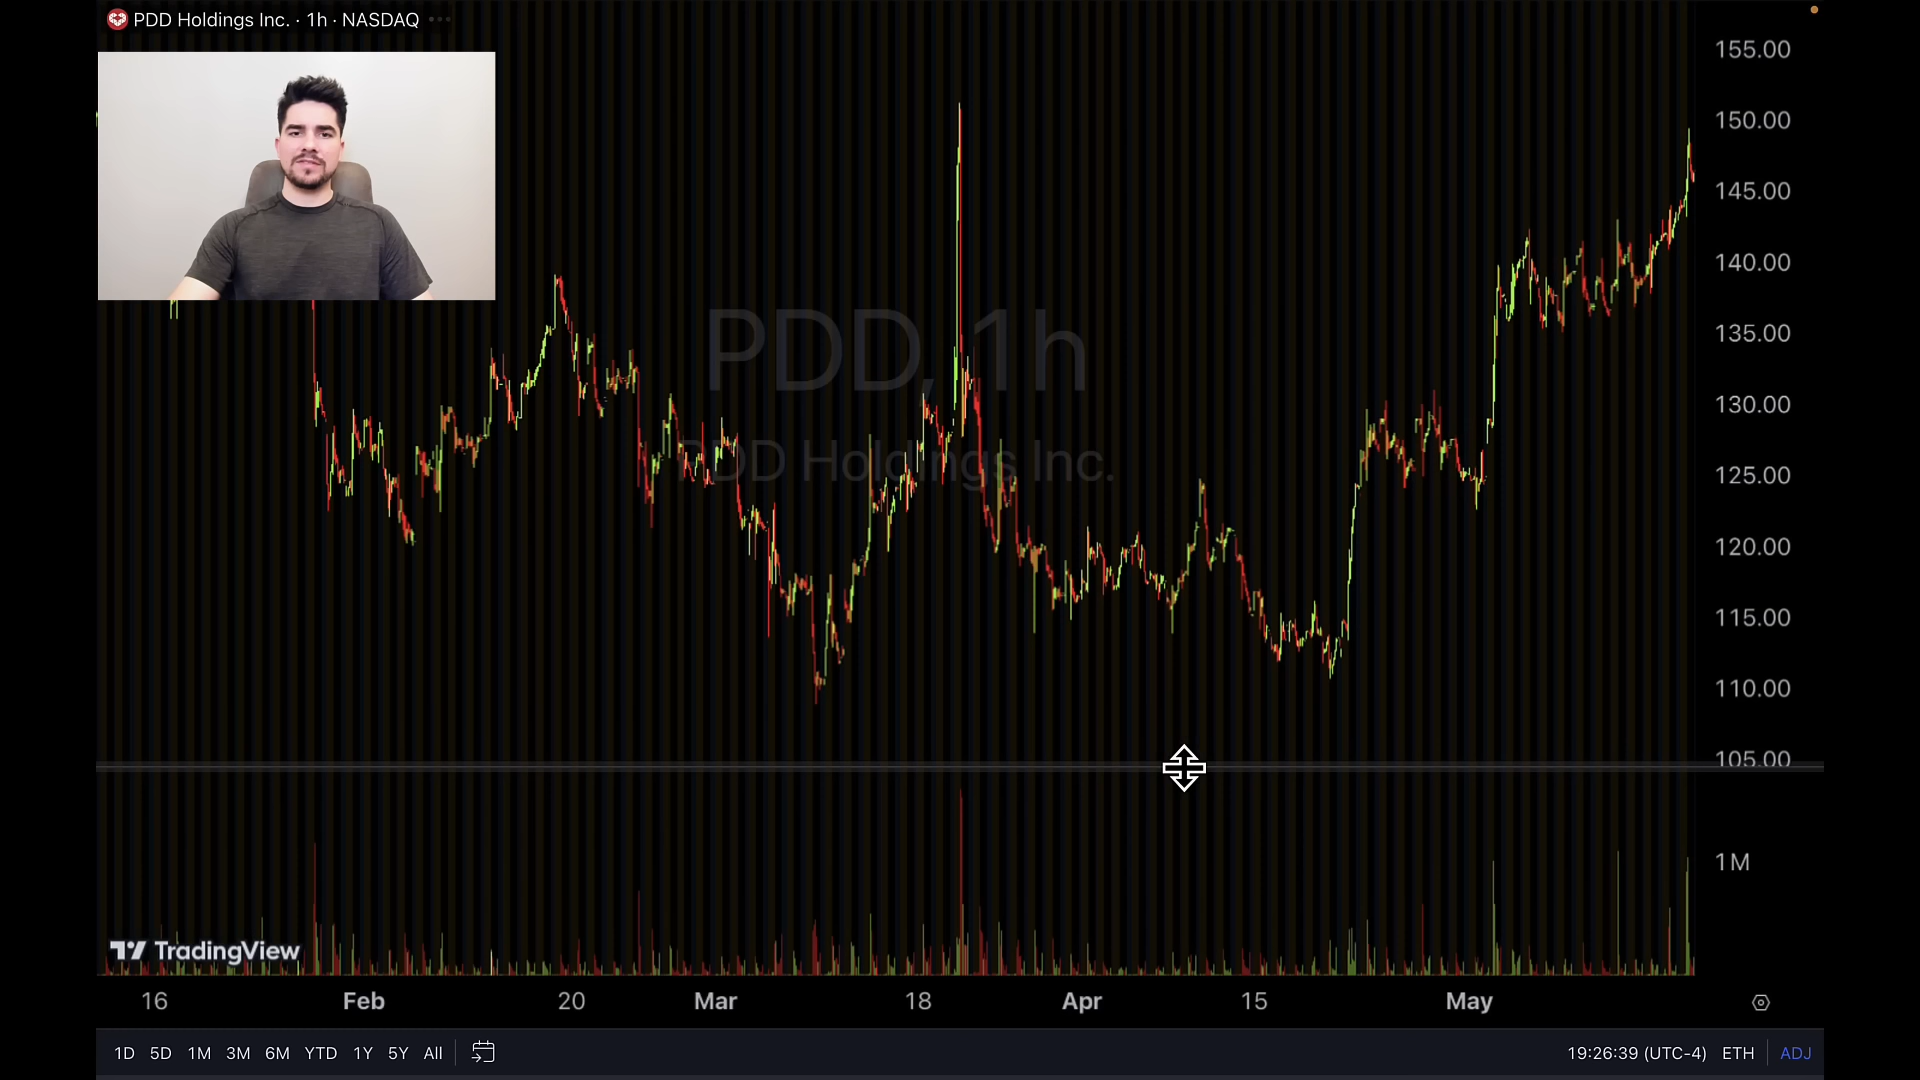 PDD Holdings Inc. · 1h · NASDAQ
155.00
150.00
145.00
140.00
135.00
130.00
125.00
120.00
115.00
110.00
105.00
PDD, 1h
PDD Holdings Inc.
1M
TradingView
16 Feb 20 Mar 18 Apr 15 May
1D 5D 1M 3M 6M YTD 1Y 5Y All
19:26:39 (UTC-4) ETH ADJ